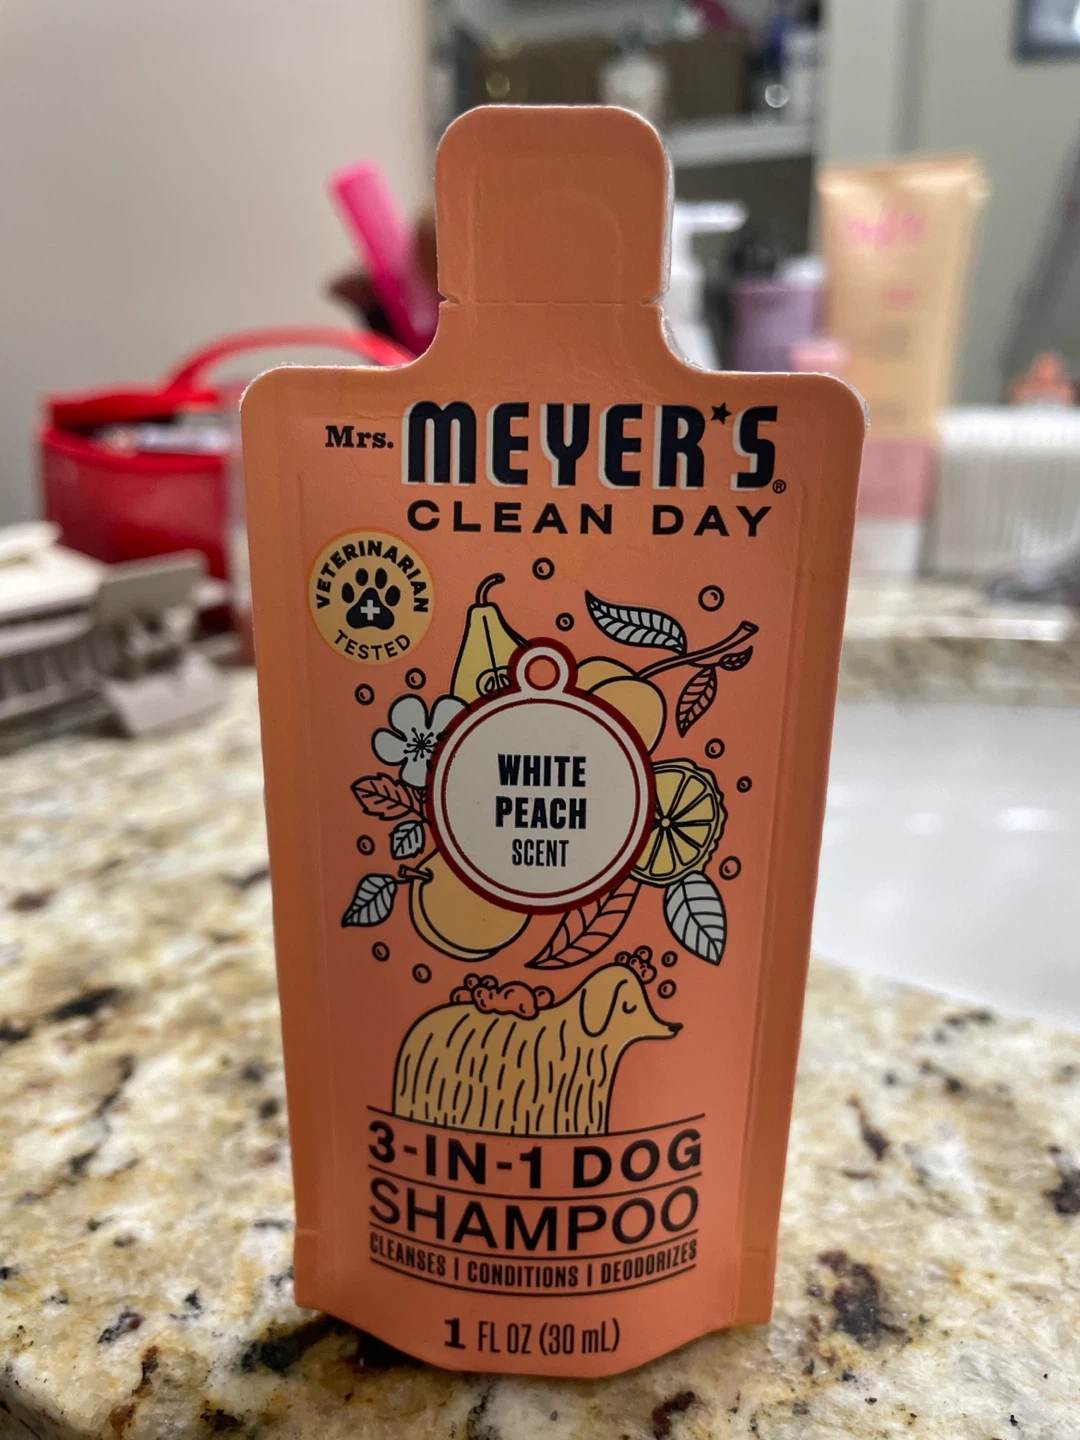 Mrs. MEYER'S®
CLEAN DAY
VETERINARIAN
TESTED
WHITE
PEACH
SCENT
3-IN-1 DOG
SHAMPOO
CLEANSES | CONDITIONS | DEODORIZES
1 FL OZ (30 mL)